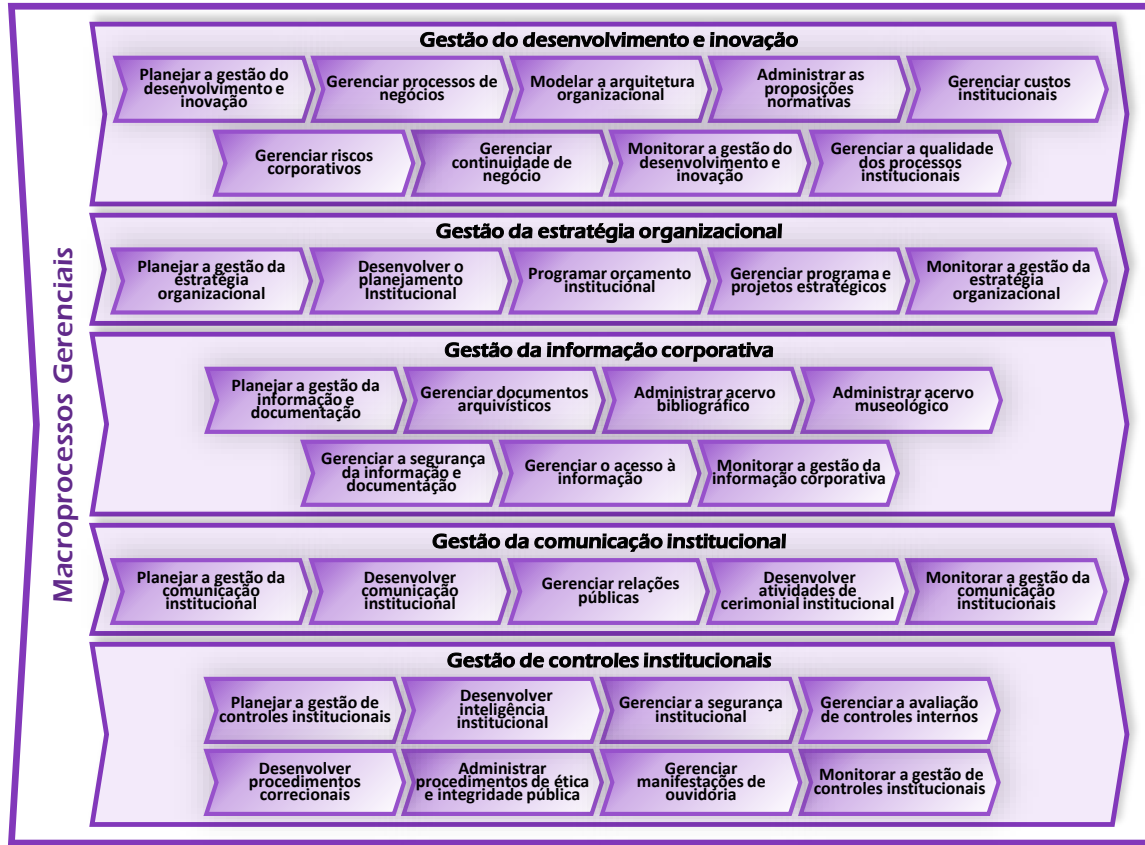 Macroprocessos Gerenciais
Gestão do desenvolvimento e inovação
Planejar a gestão do
desenvolvimento e
inovação
Gerenciar processos de
negócios
Modelar a arquitetura
organizacional
Administrar as
proposições
normativas
Gerenciar custos
institucionais
Gerenciar riscos
corporativos
Gerenciar
continuidade de
negócio
Monitorar a gestão do
desenvolvimento e
inovação
Gerenciar a qualidade
dos processos
institucionais
Gestão da estratégia organizacional
Planejar a gestão da
estratégia
organizacional
Desenvolver o
planejamento
Institucional
Programar orçamento
institucional
Gerenciar programa e
projetos estratégicos
Monitorar a gestão da
estratégia
organizacional
Gestão da informação corporativa
Planejar a gestão da
informação e
documentação
Gerenciar documentos
arquivísticos
Administrar acervo
bibliográfico
Administrar acervo
museológico
Gerenciar a segurança
da informação e
documentação
Gerenciar o acesso à
informação
Monitorar a gestão da
informação corporativa
Gestão da comunicação institucional
Planejar a gestão da
comunicação
institucional
Desenvolver
comunicação
institucional
Gerenciar relações
públicas
Desenvolver
atividades de
cerimonial institucional
Monitorar a gestão da
comunicação
institucionais
Gestão de controles institucionais
Planejar a gestão de
controles institucionais
Desenvolver
inteligência
institucional
Gerenciar a segurança
institucional
Gerenciar a avaliação
de controles internos
Desenvolver
procedimentos
correcionais
Administrar
procedimentos de ética
e integridade pública
Gerenciar
manifestações de
ouvidória
Monitorar a gestão de
controles institucionais